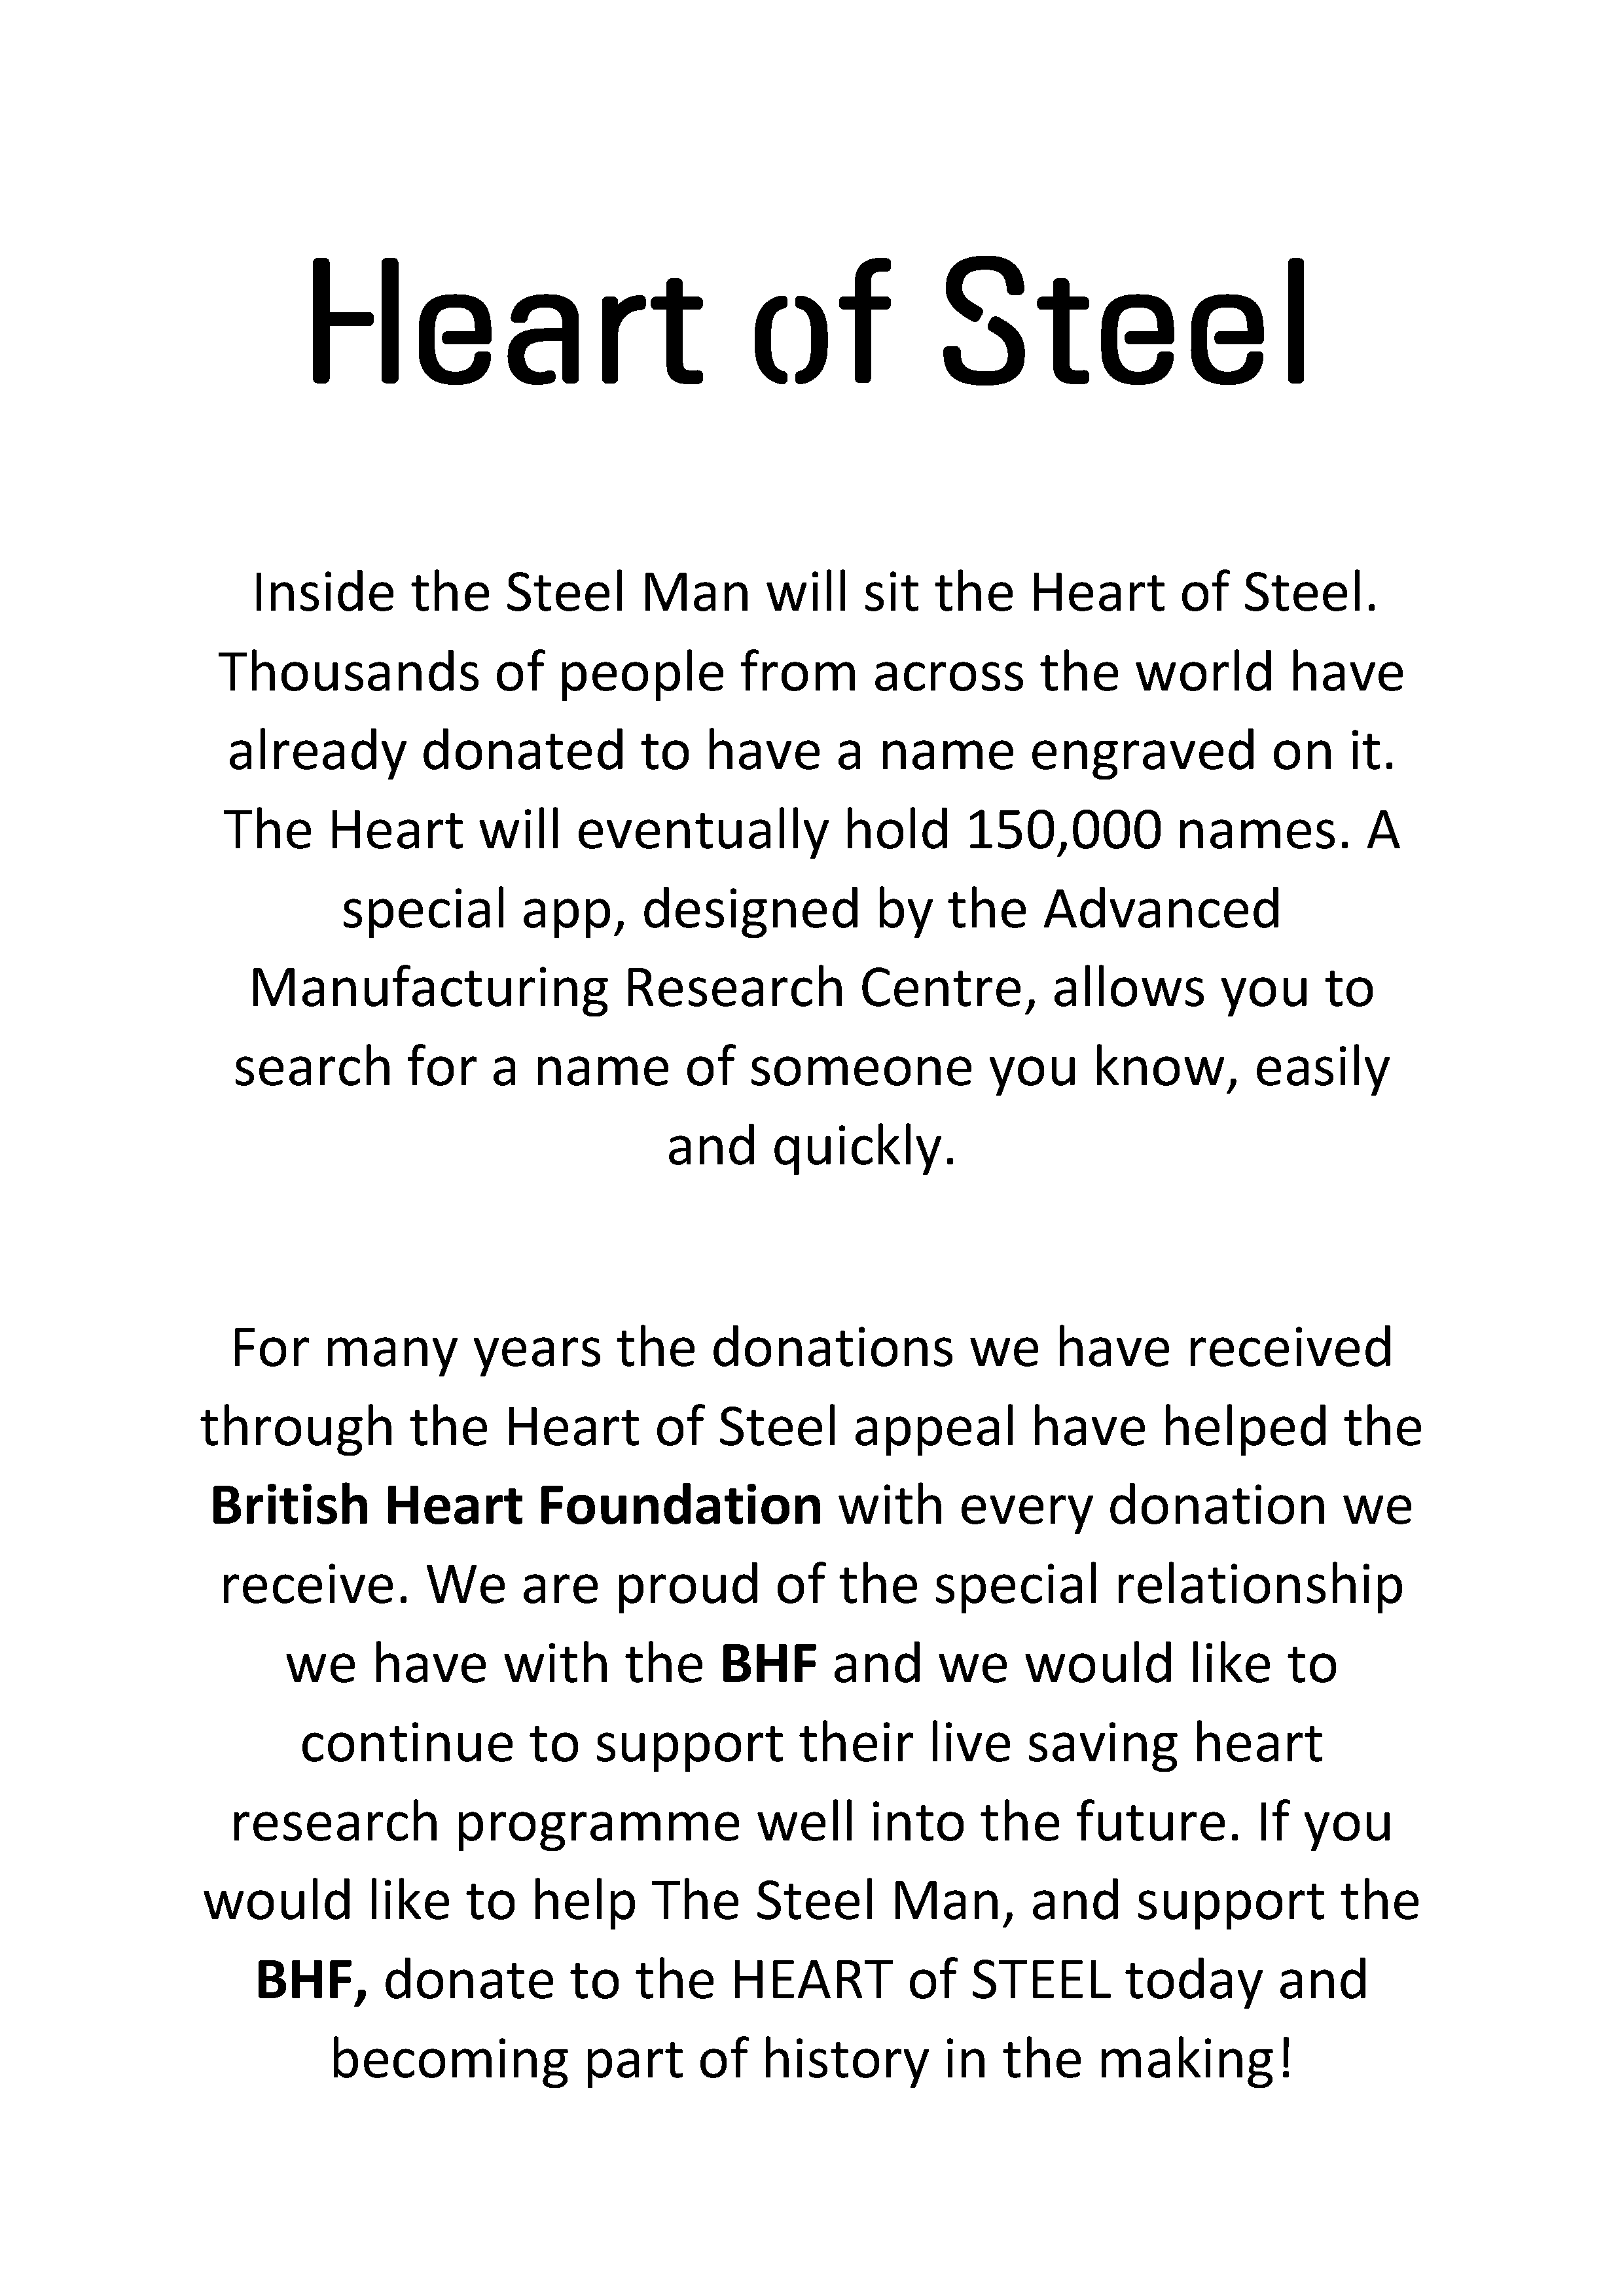 Heart of Steel
Inside the Steel Man will sit the Heart of Steel.
Thousands of people from across the world have
already donated to have a name engraved on it.
The Heart will eventually hold 150,000 names. A
special app, designed by the Advanced
Manufacturing Research Centre, allows you to
search for a name of someone you know, easily
and quickly.
For many years the donations we have received
through the Heart of Steel appeal have helped the
British Heart Foundation with every donation we
receive. We are proud of the special relationship
we have with the BHF and we would like to
continue to support their live saving heart
research programme well into the future. If you
would like to help The Steel Man, and support the
BHF, donate to the HEART of STEEL today and
becoming part of history in the making!